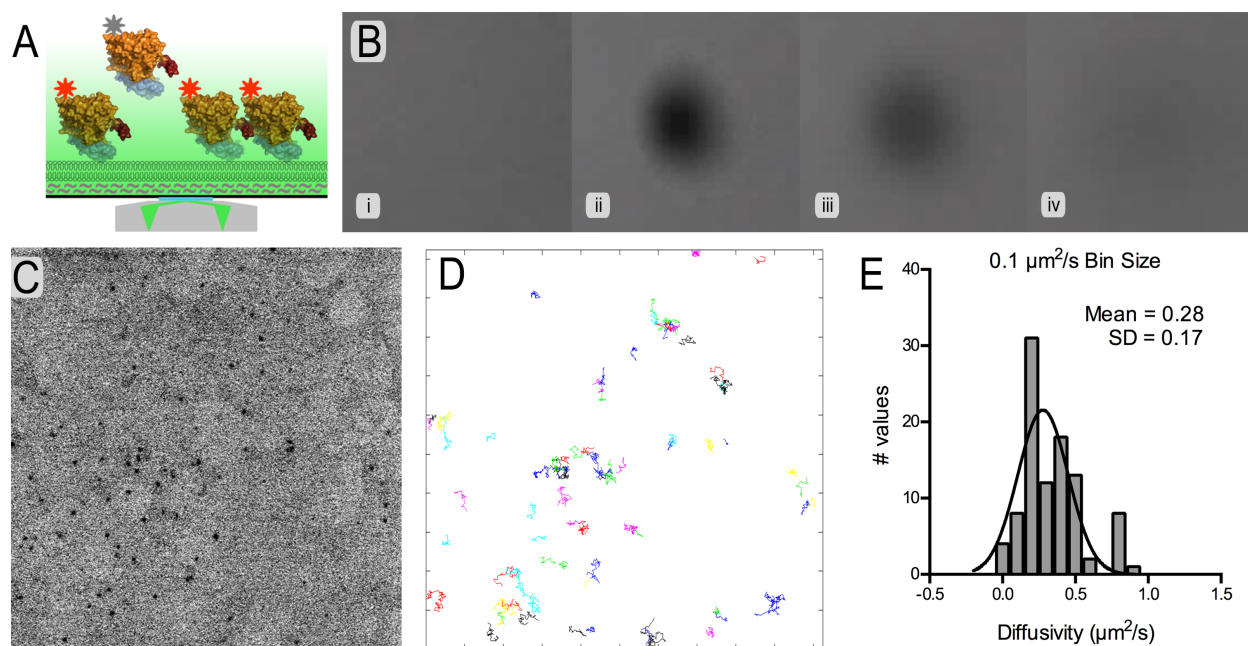 A
B
i
ii
iii
iv
C
D
E
0.1 µm²/s Bin Size
Mean = 0.28
SD = 0.17
# values
40
30
20
10
0
-0.5
0.0
0.5
1.0
1.5
Diffusivity (µm²/s)